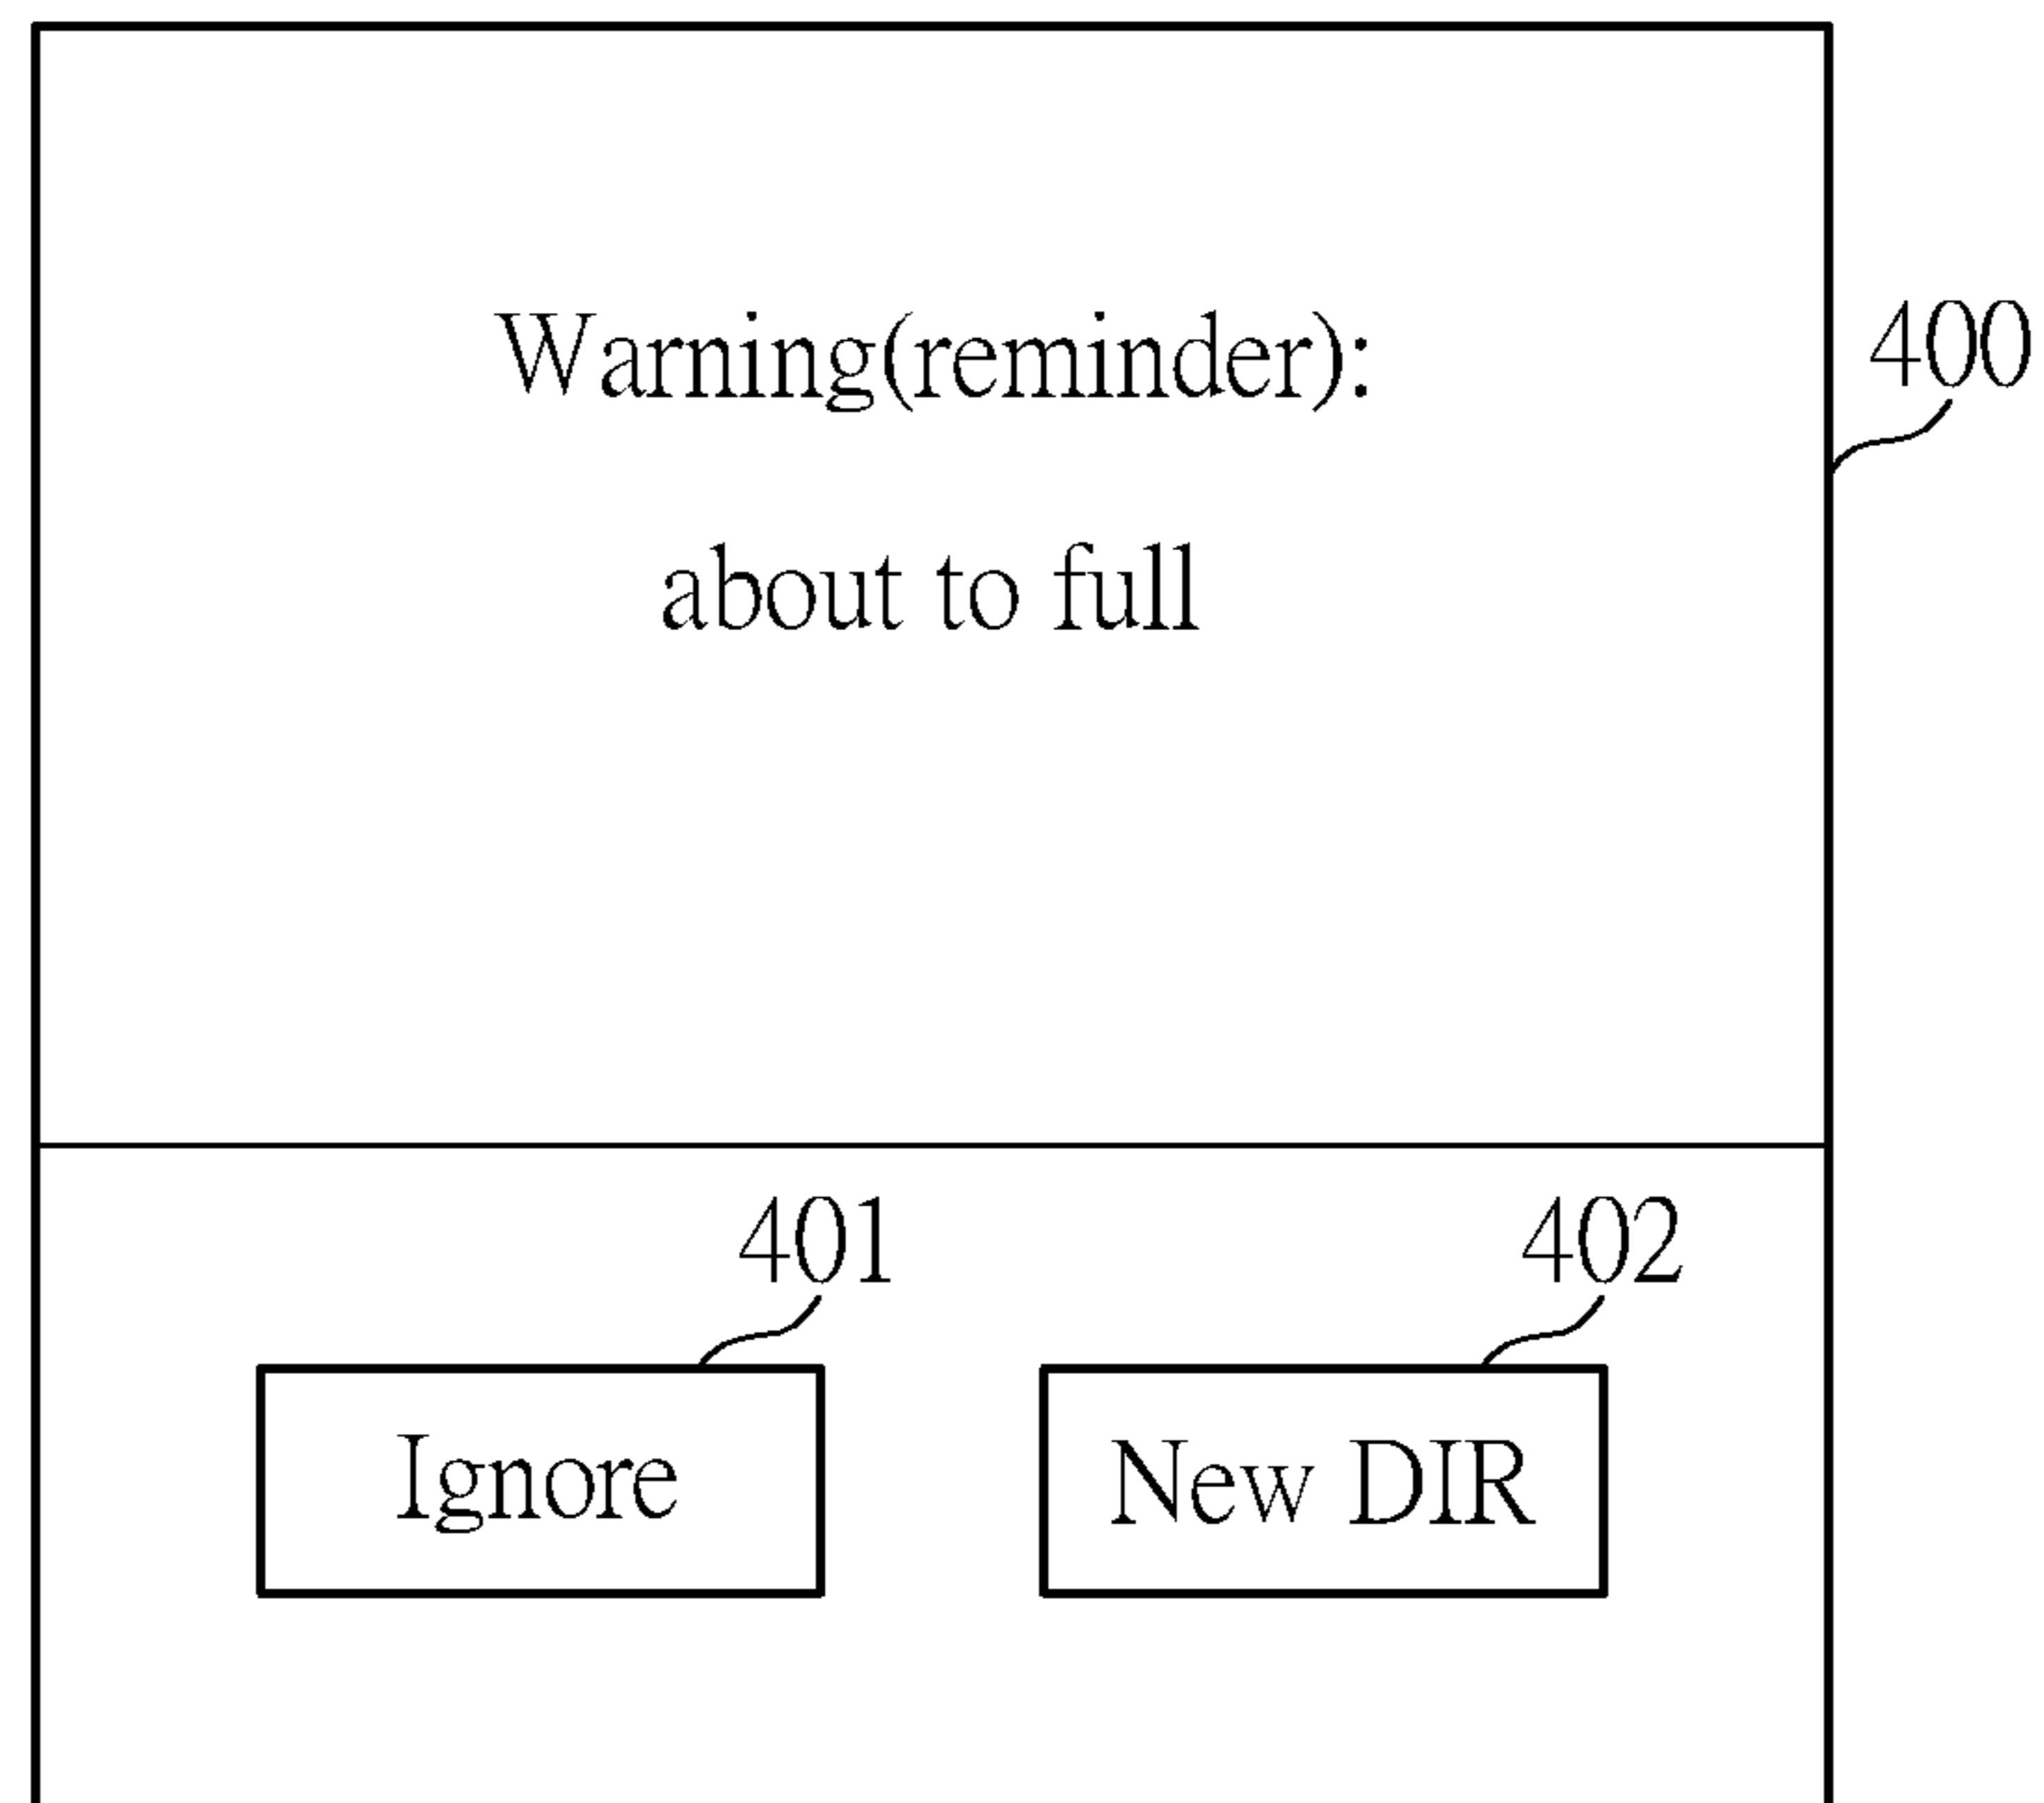 Warning(reminder):
400
about to full
401
402
Ignore
New DIR